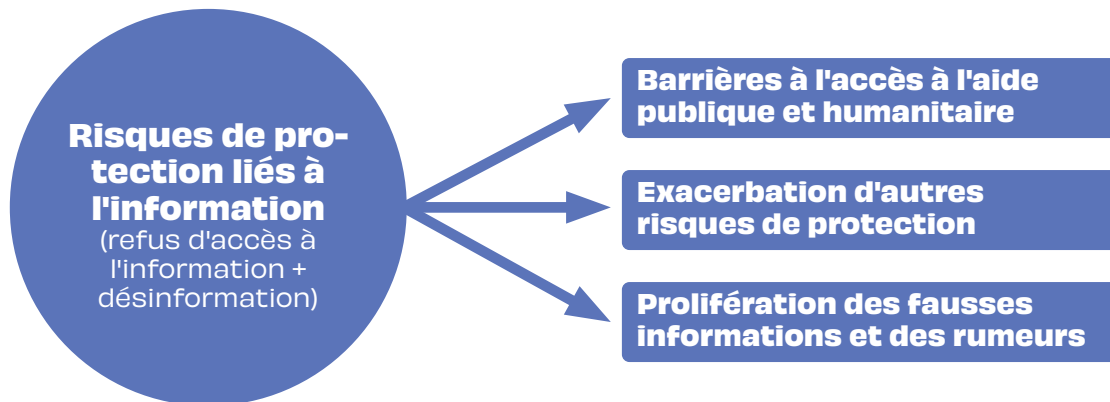 Risques de pro-
tection liés à
l'information
(refus d'accès à
l'information +
désinformation)
Barrières à l'accès à l'aide
publique et humanitaire
Exacerbation d'autres
risques de protection
Prolifération des fausses
informations et des rumeurs